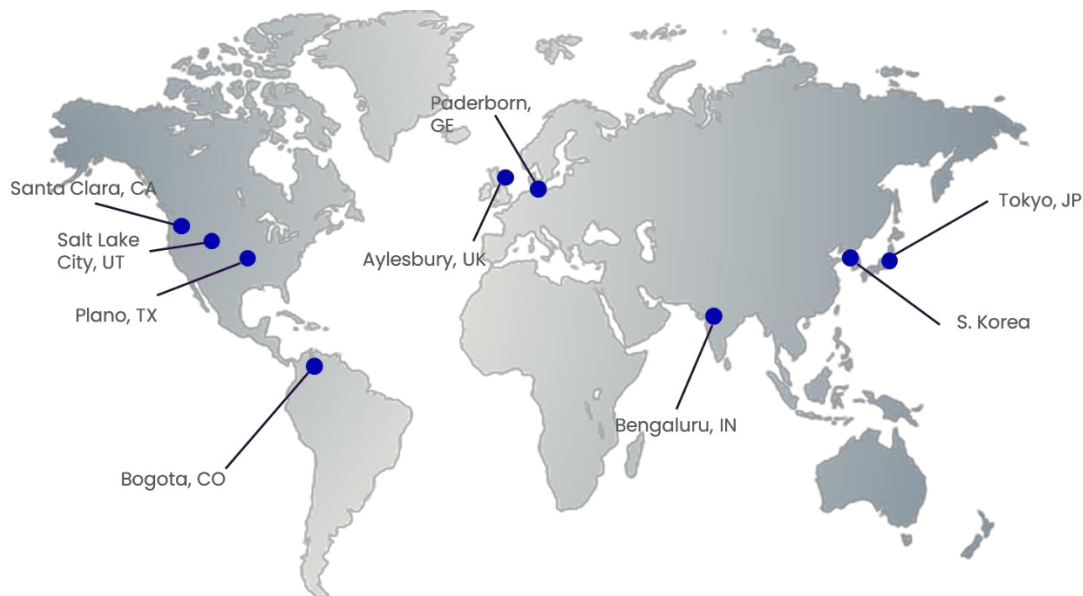 Paderborn,
GE
Santa Clara, CA
Tokyo, JP
Salt Lake
City, UT
Aylesbury, UK
Plano, TX
S. Korea
Bengaluru, IN
Bogota, CO